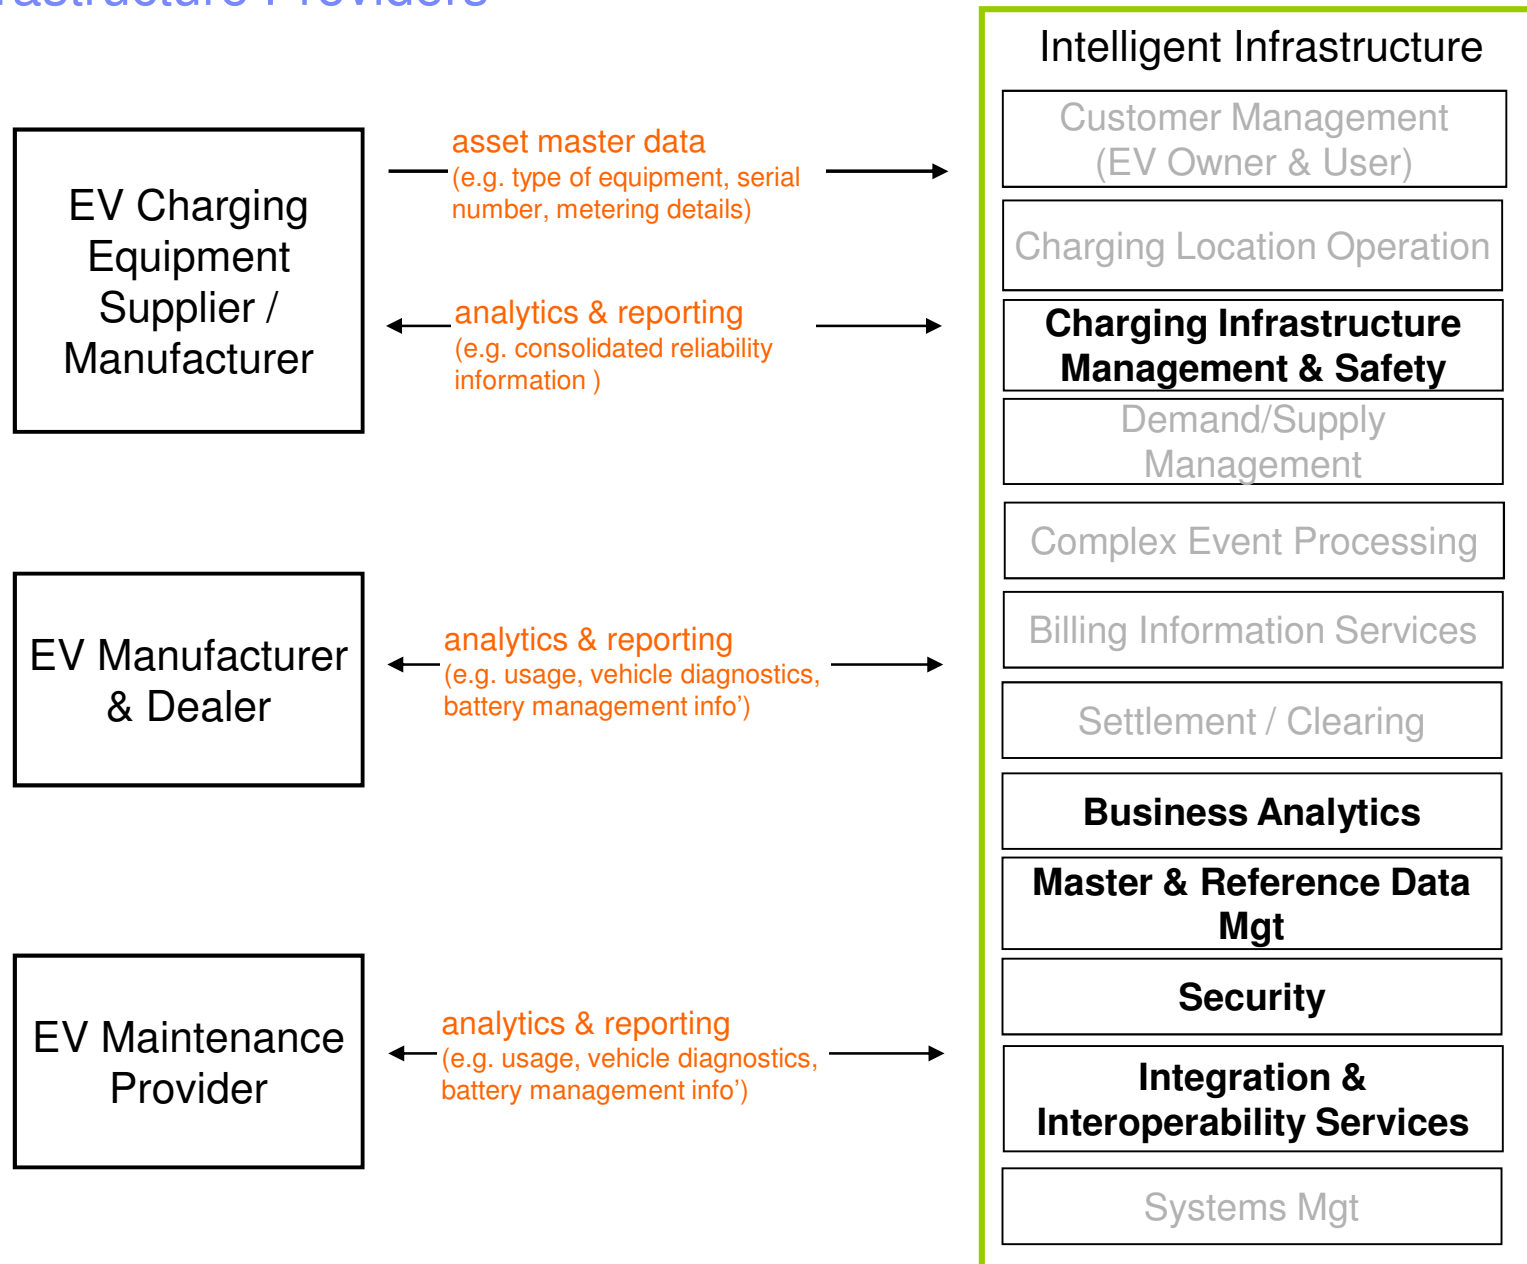 rastructure Providers
Intelligent Infrastructure
EV Charging
Equipment
Supplier /
Manufacturer
asset master data
(e.g. type of equipment, serial
number, metering details)
analytics & reporting
(e.g. consolidated reliability
information )
EV Manufacturer
& Dealer
analytics & reporting
(e.g. usage, vehicle diagnostics,
battery management info’)
EV Maintenance
Provider
analytics & reporting
(e.g. usage, vehicle diagnostics,
battery management info’)
Customer Management
(EV Owner & User)
Charging Location Operation
Charging Infrastructure
Management & Safety
Demand/Supply
Management
Complex Event Processing
Billing Information Services
Settlement / Clearing
Business Analytics
Master & Reference Data
Mgt
Security
Integration &
Interoperability Services
Systems Mgt